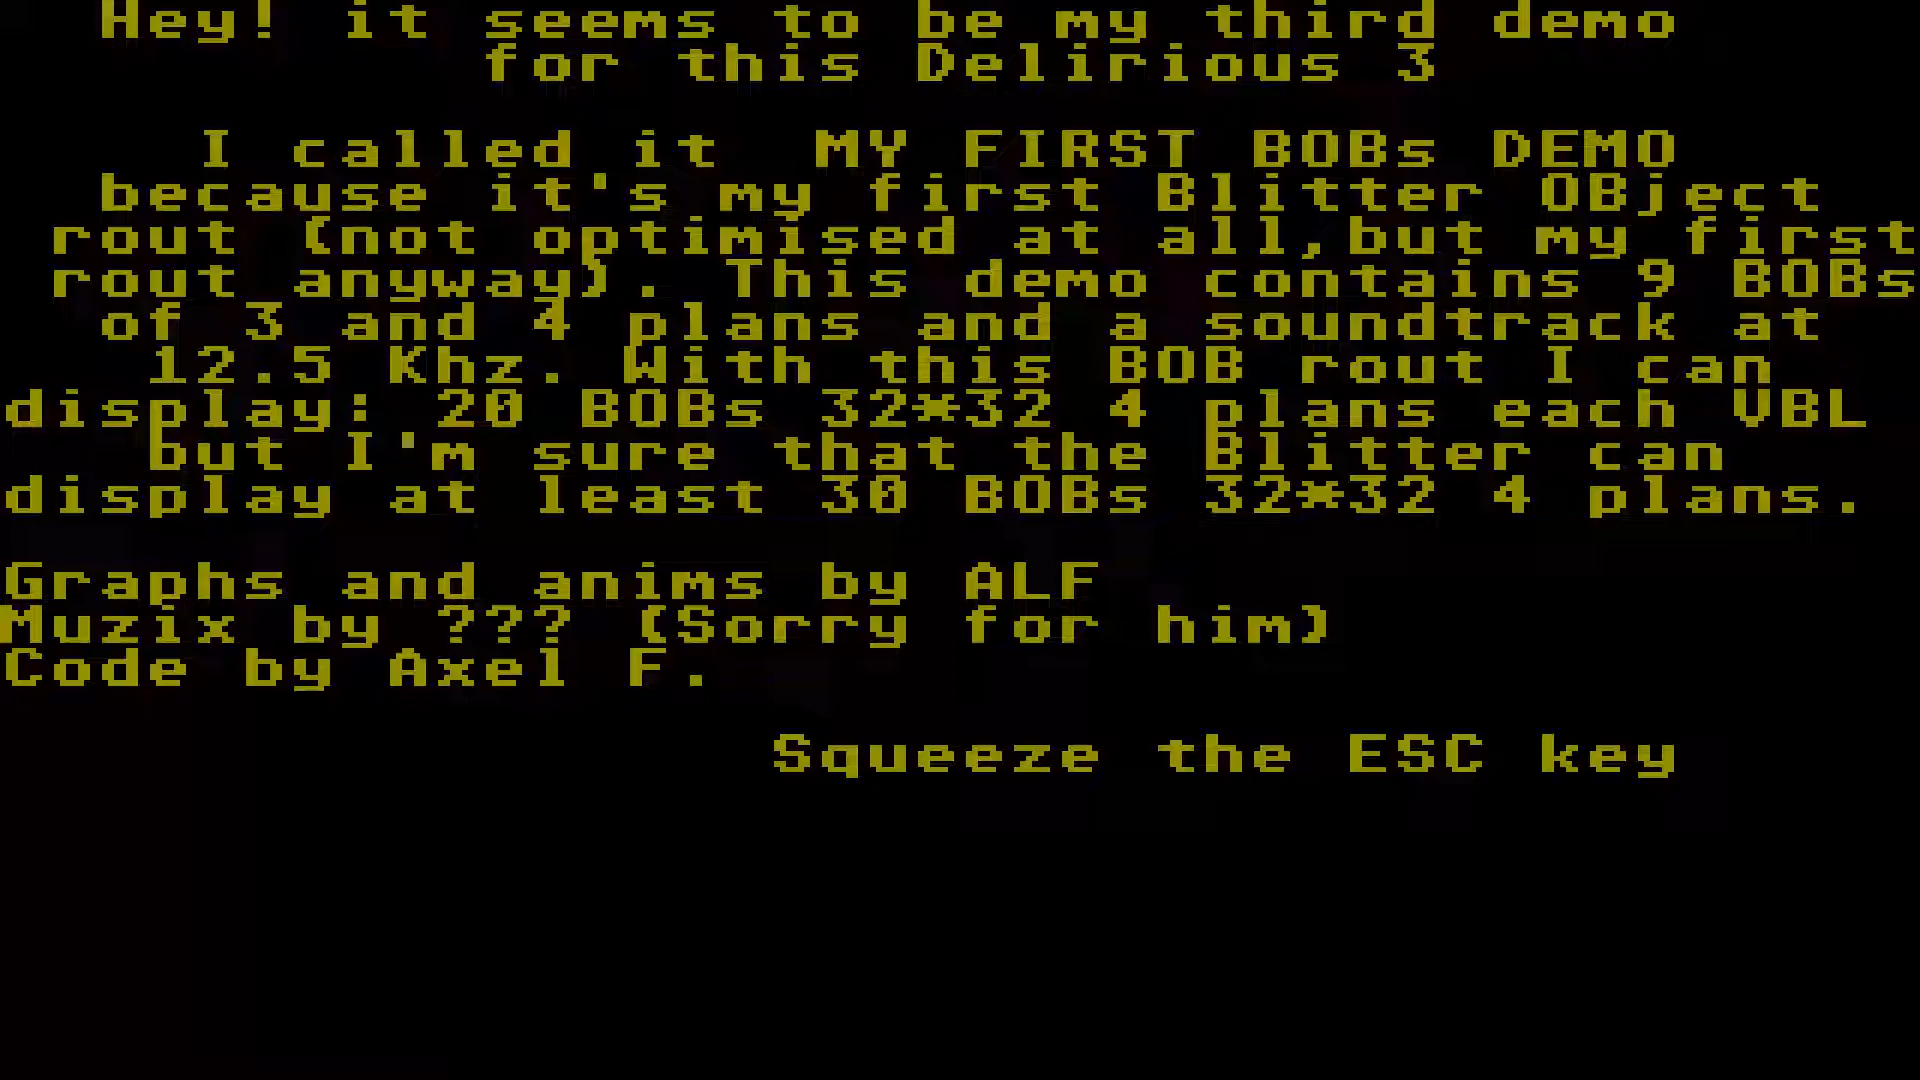 Hey! it seems to be my third demo
for this Delirious 3
I called it MY FIRST BOBs DEMO
because it's my first Blitter OBject
rout (not optimised at all,but my first
rout anyway). This demo contains 9 BOBs
of 3 and 4 plans and a soundtrack at
12.5 Khz. With this BOB rout I can
display: 20 BOBs 32*32 4 plans each VBL
but I'm sure that the Blitter can
display at least 30 BOBs 32*32 4 plans.
Graphs and anims by ALF
Muzix by ??? (Sorry for him)
Code by Axel F.
Squeeze the ESC key